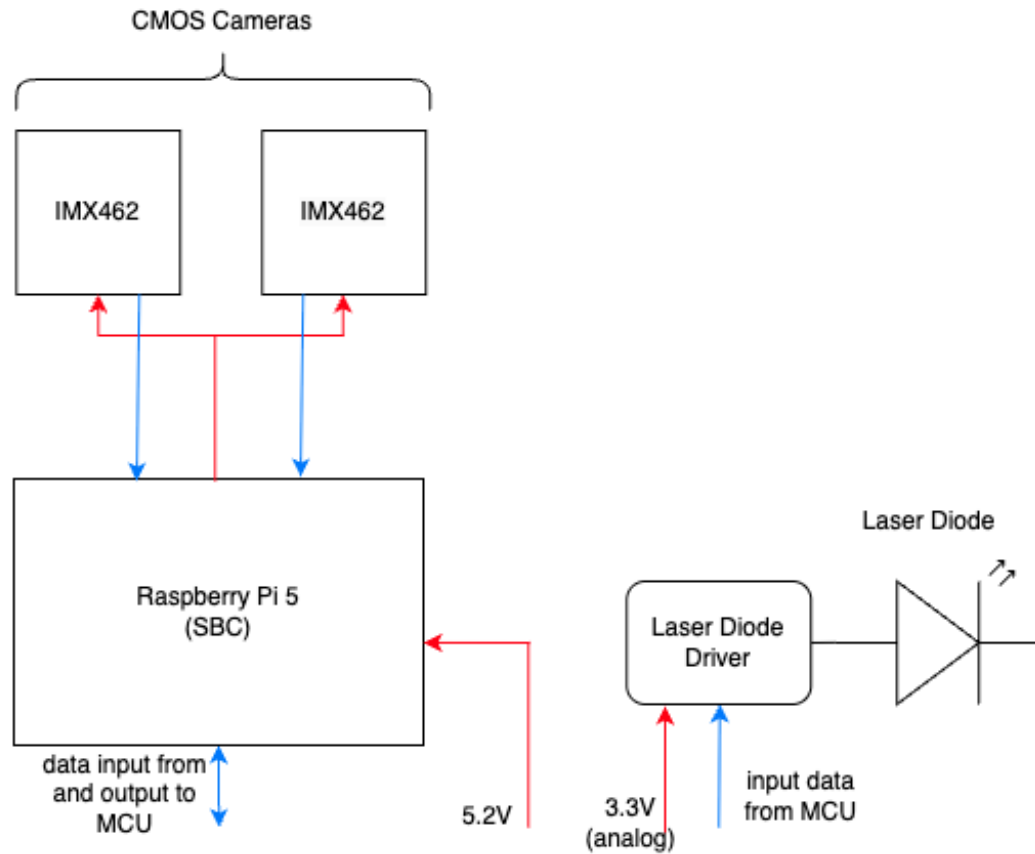 CMOS Cameras
IMX462
IMX462
Raspberry Pi 5
(SBC)
Laser Diode
Laser Diode
Driver
data input from
and output to
MCU
5.2V
3.3V
(analog)
input data
from MCU